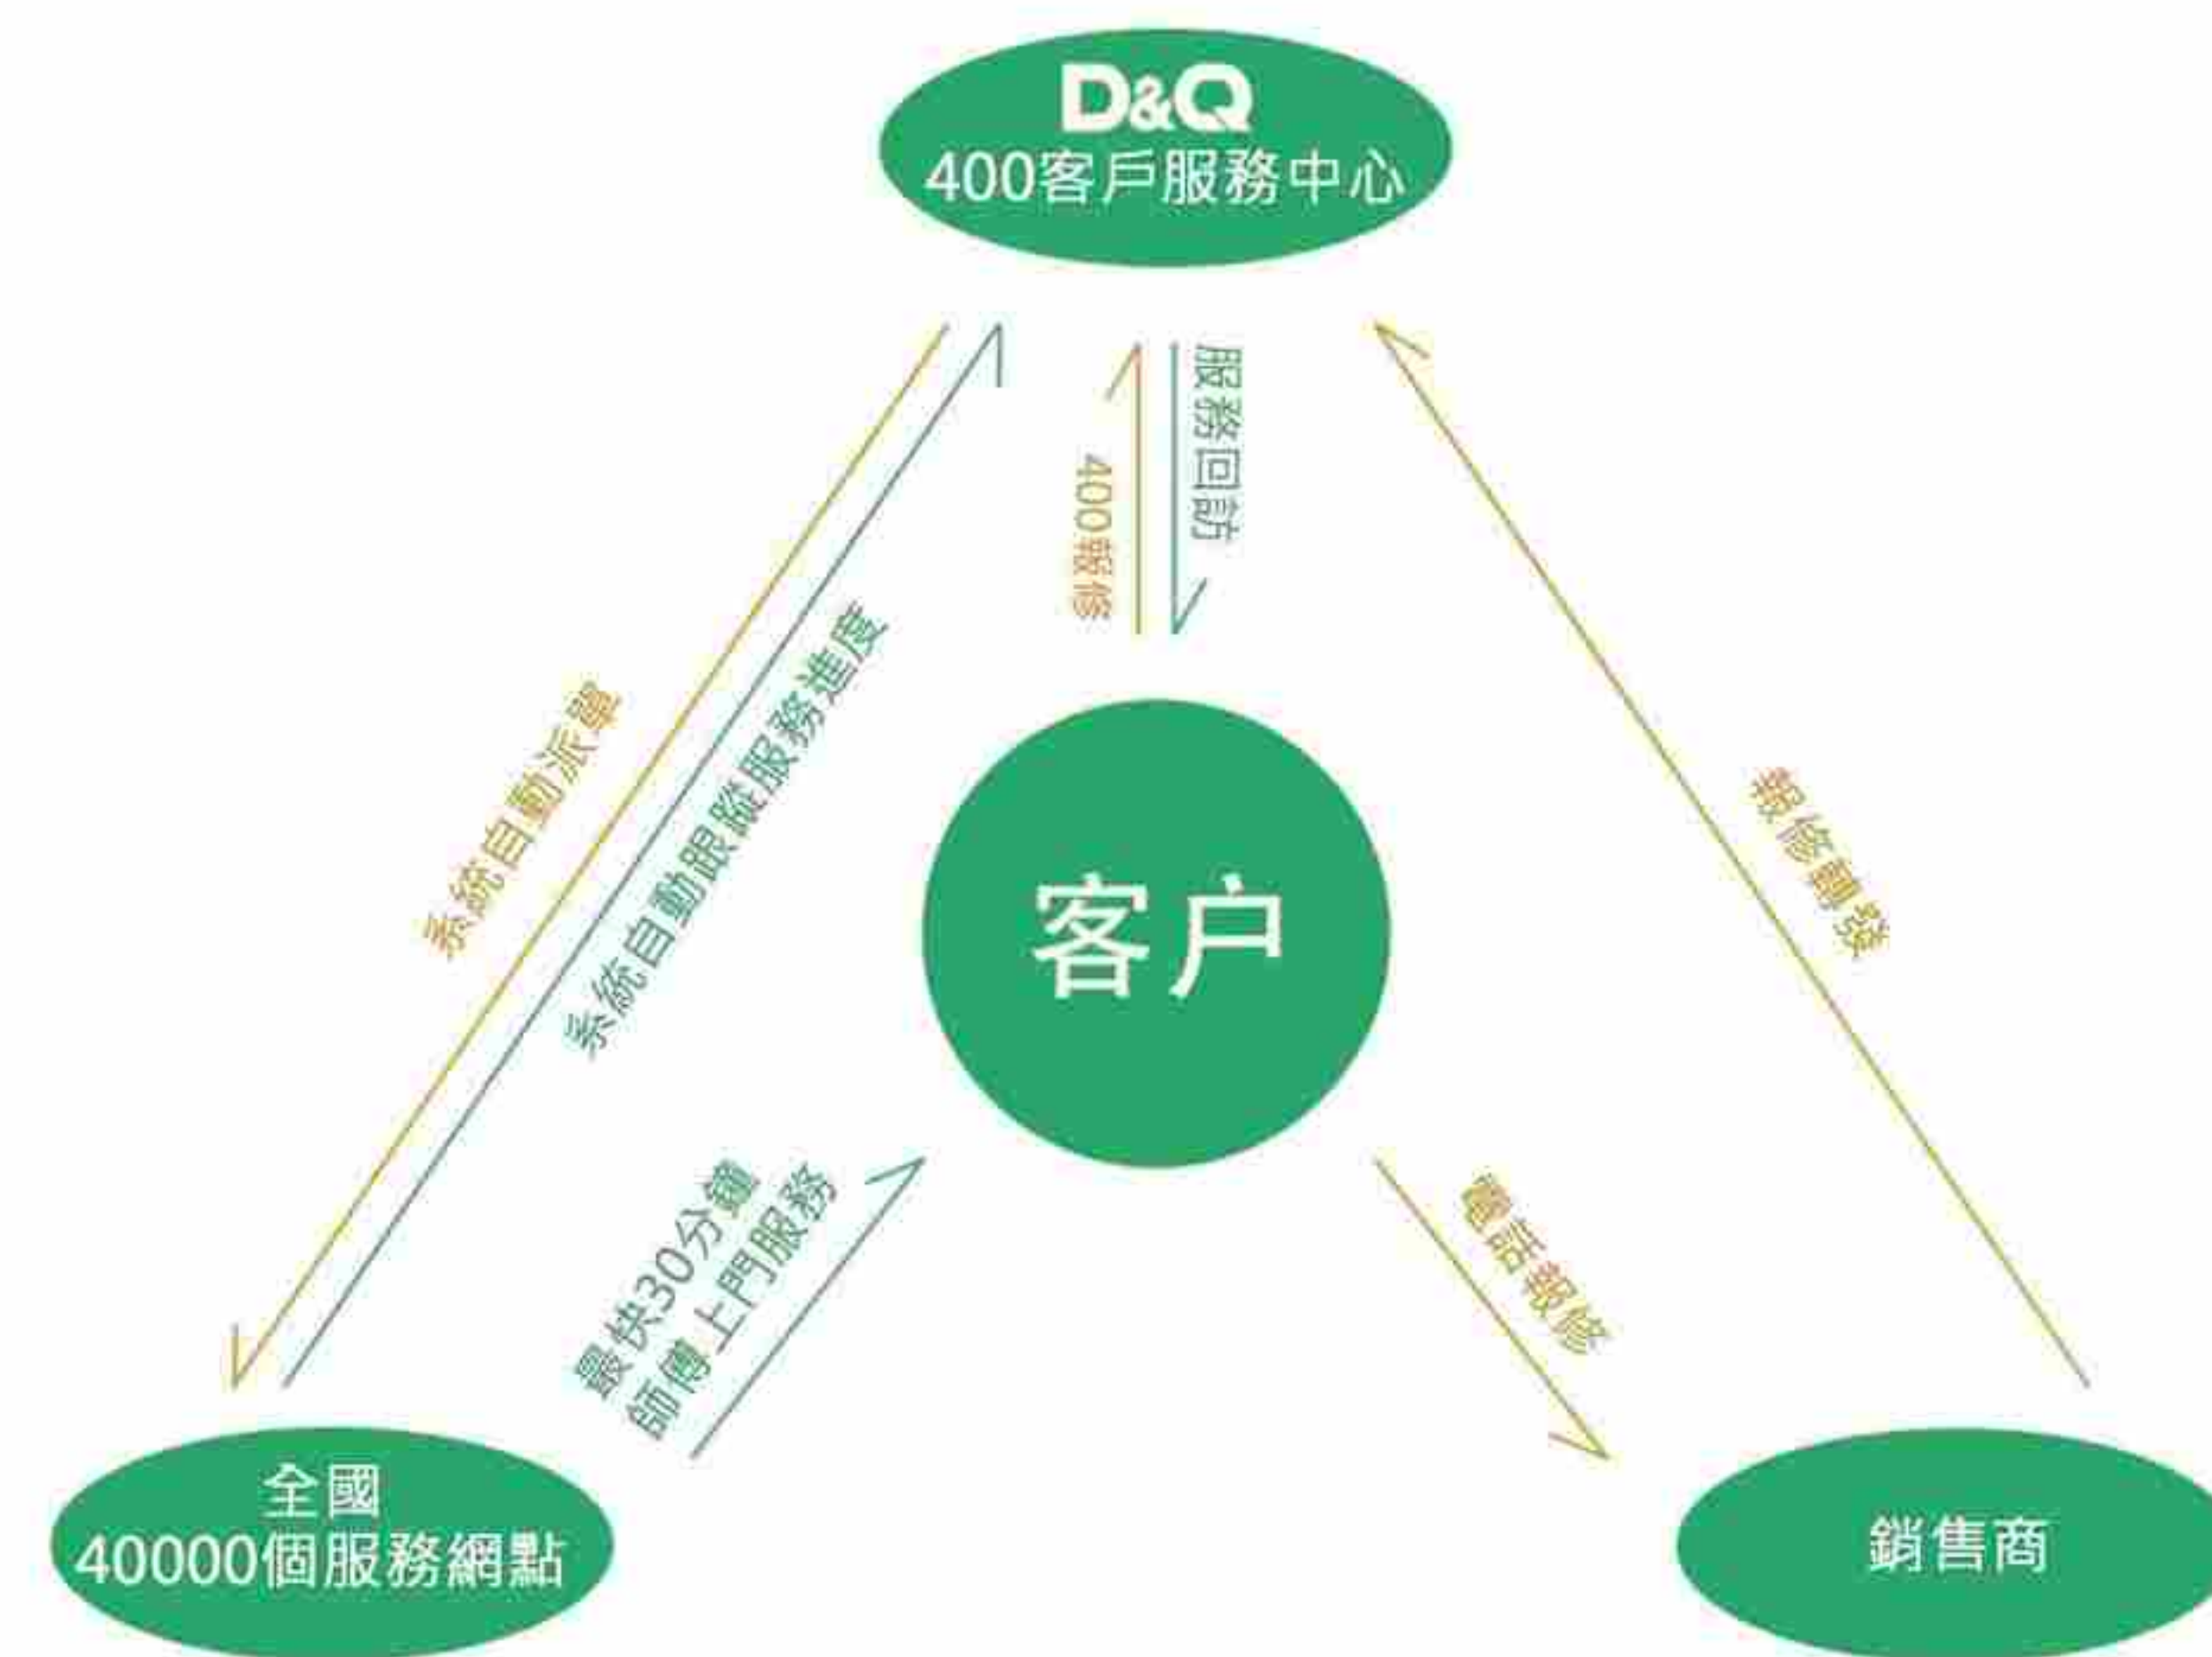 D&Q
400客戶服務中心
服務回訪
400報修
系統自動派單
系統自動跟蹤服務進度
報修轉發
客户
最快30分鐘
師傅上門服務
電話報修
全國
40000個服務網點
銷售商